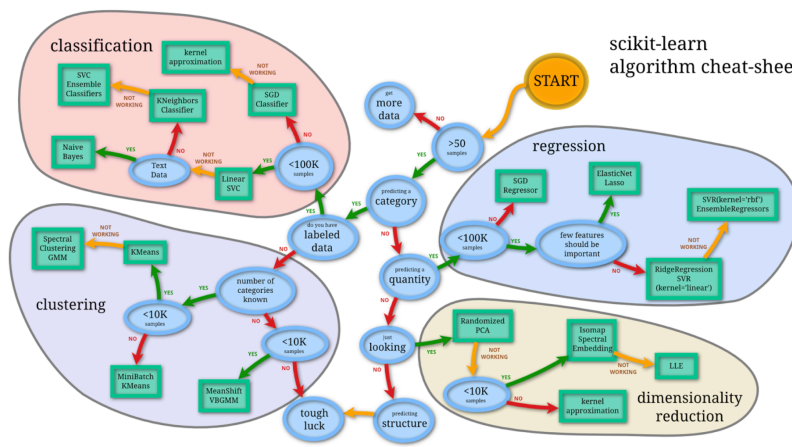 scikit-learn
algorithm cheat-shee
START
get
more
data
NO
>50
samples
YES
predicting a
category
YES
NO
do you have
labeled
data
YES
NO
predicting a
quantity
YES
NO
just
looking
YES
NO
predicting
structure
tough
luck
classification
kernel
approximation
NOT
WORKING
SVC
Ensemble
Classifiers
NOT
WORKING
KNeighbors
Classifier
SGD
Classifier
NO
Naive
Bayes
YES
NO
Text
Data
NOT
WORKING
Linear
SVC
YES
<100K
samples
regression
SGD
Regressor
NO
<100K
samples
YES
ElasticNet
Lasso
YES
few features
should be
important
NO
SVR(kernel='rbf')
EnsembleRegressors
NOT
WORKING
RidgeRegression
SVR
(kernel='linear')
clustering
Spectral
Clustering
GMM
NOT
WORKING
KMeans
YES
<10K
samples
NO
MiniBatch
KMeans
YES
number of
categories
known
NO
<10K
samples
YES
NO
MeanShift
VBGMM
dimensionality
reduction
Randomized
PCA
NOT
WORKING
<10K
samples
YES
NO
Isomap
Spectral
Embedding
NOT
WORKING
LLE
kernel
approximation